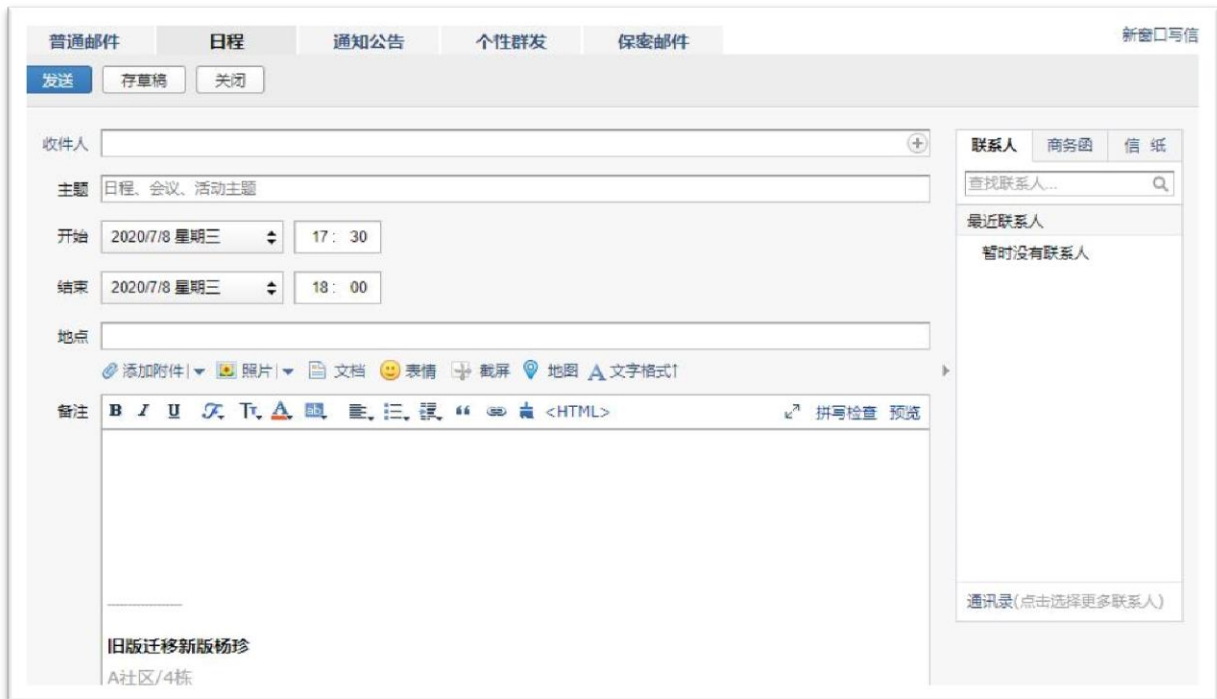 普通邮件 日程 通知公告 个性群发 保密邮件 新窗口写信
发送 存草稿 关闭
收件人
主题 日程、会议、活动主题
开始 2020/7/8 星期三 17: 30
结束 2020/7/8 星期三 18: 00
地点
添加附件 照片 文档 表情 截屏 地图 A 文字格式↑
备注 B I U <HTML> 拼写检查 预览
旧版迁移新版杨珍
A社区/4栋
联系人 商务函 信 纸
查找联系人...
最近联系人
暂时没有联系人
通讯录(点击选择更多联系人)